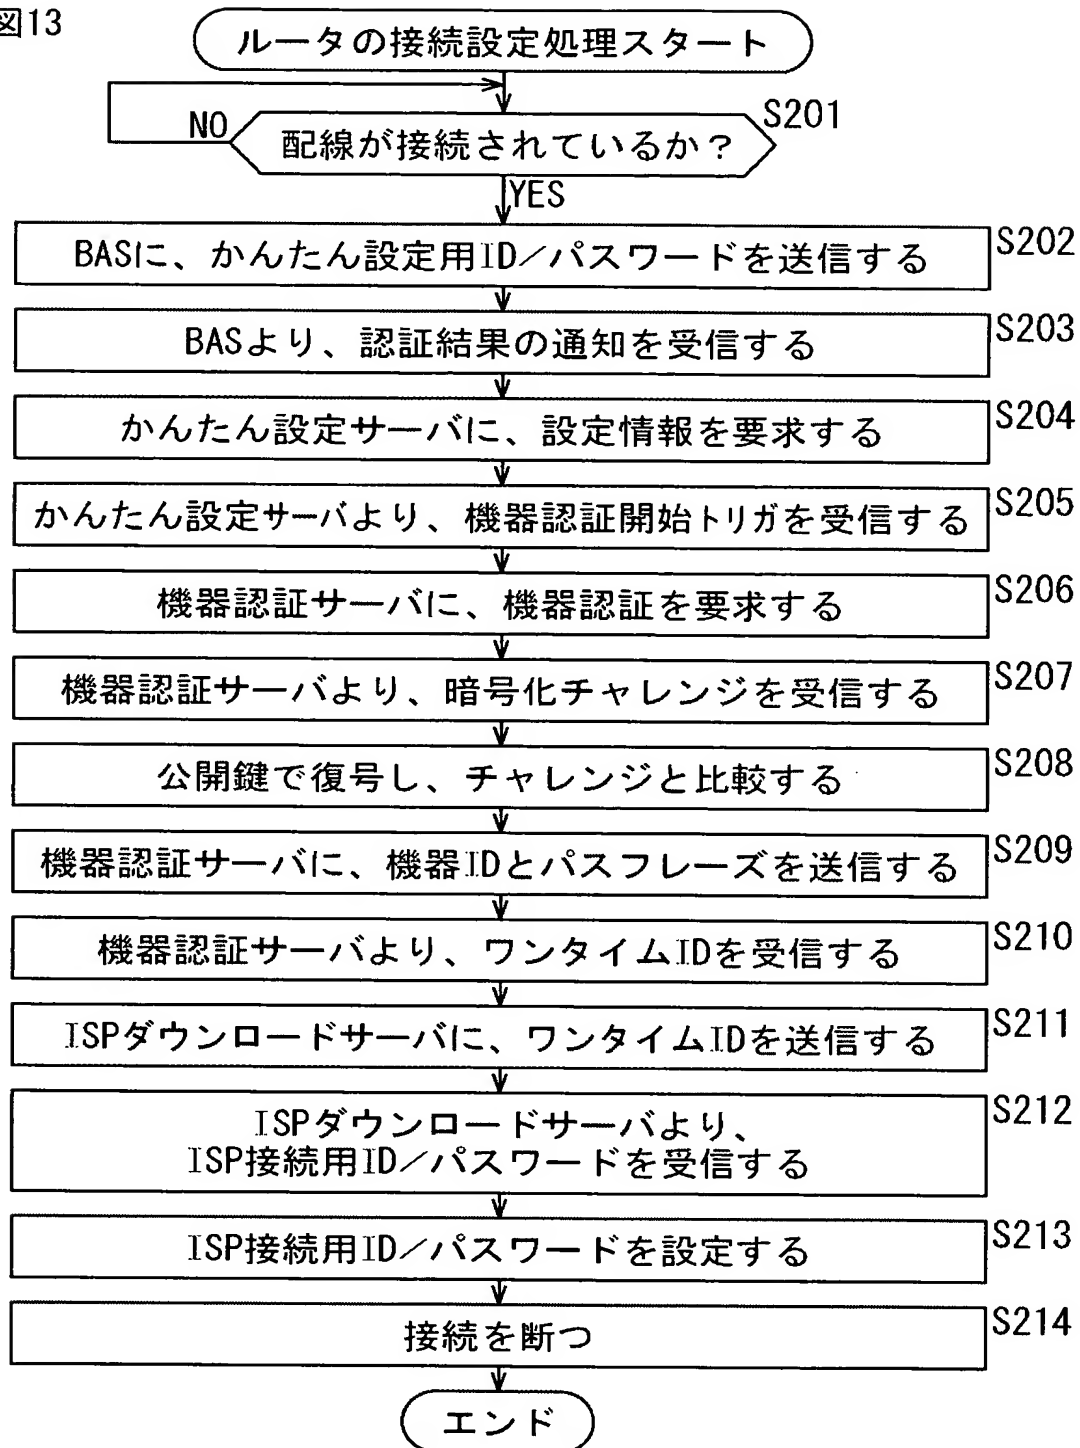 図13
ルータの接続設定処理スタート
NO
配線が接続されているか？
S201
YES
BASに、かんたん設定用ID／パスワードを送信する
S202
BASより、認証結果の通知を受信する
S203
かんたん設定サーバに、設定情報を要求する
S204
かんたん設定サーバより、機器認証開始トリガを受信する
S205
機器認証サーバに、機器認証を要求する
S206
機器認証サーバより、暗号化チャレンジを受信する
S207
公開鍵で復号し、チャレンジと比較する
S208
機器認証サーバに、機器IDとパスフレーズを送信する
S209
機器認証サーバより、ワンタイムIDを受信する
S210
ISPダウンロードサーバに、ワンタイムIDを送信する
S211
ISPダウンロードサーバより、
ISP接続用ID／パスワードを受信する
S212
ISP接続用ID／パスワードを設定する
S213
接続を断つ
S214
エンド